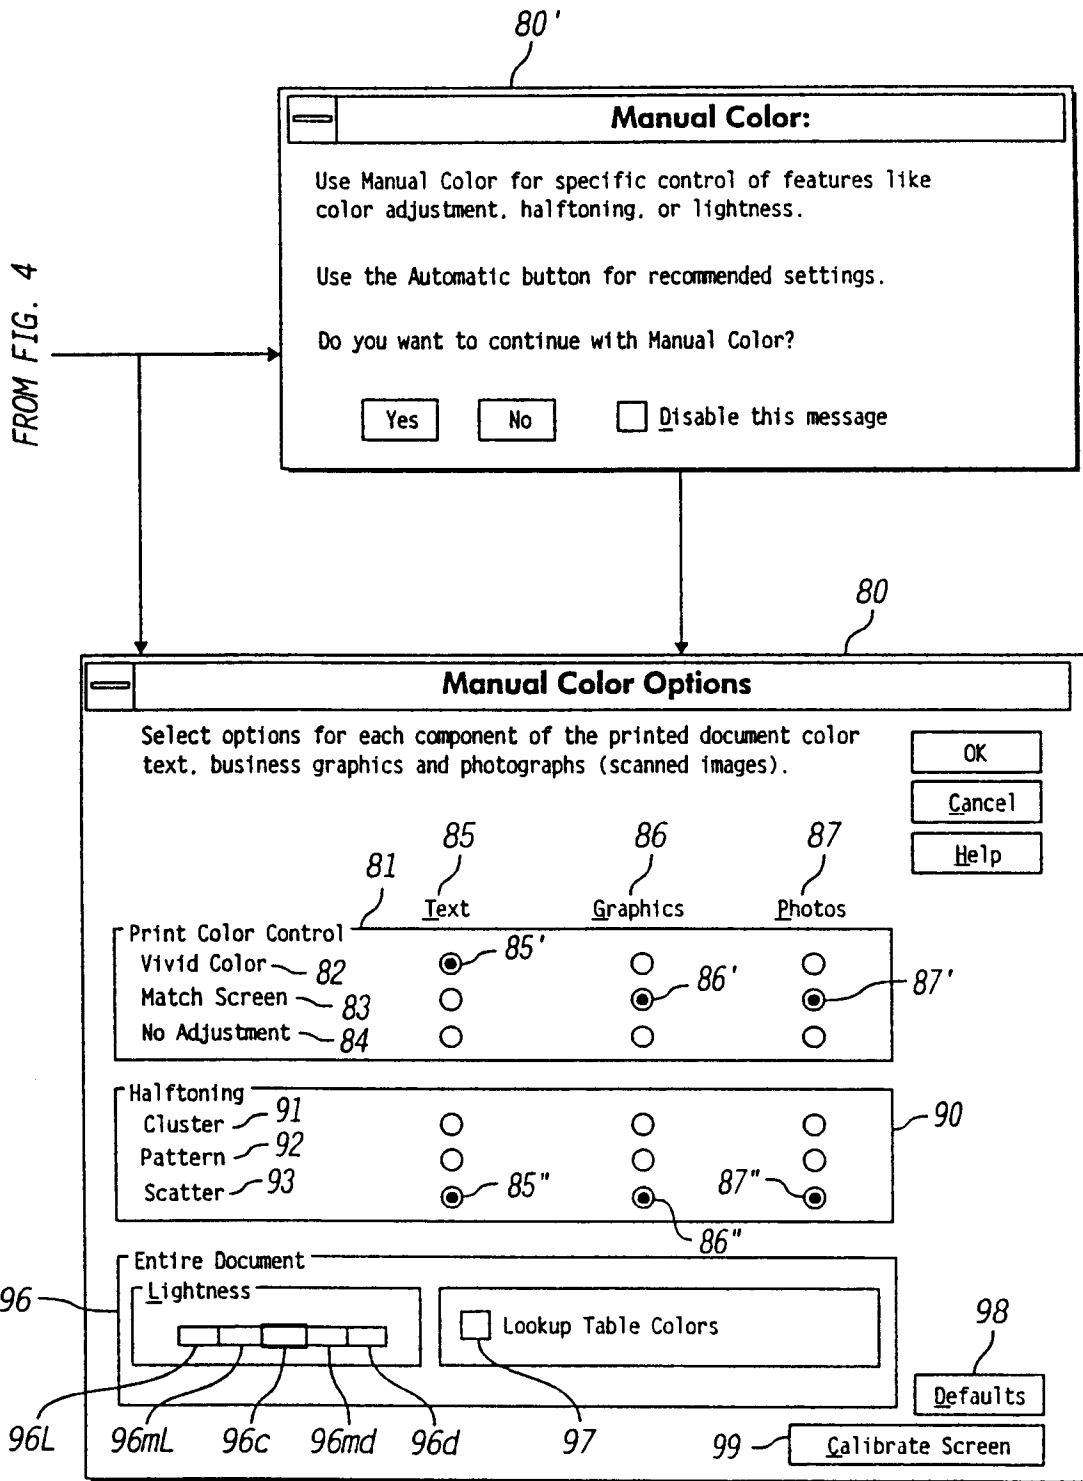 80'
Manual Color:
Use Manual Color for specific control of features like
color adjustment, halftoning, or lightness.
Use the Automatic button for recommended settings.
Do you want to continue with Manual Color?
Yes No Disable this message
FROM FIG. 4
80
Manual Color Options
Select options for each component of the printed document color
text, business graphics and photographs (scanned images).
OK
Cancel
Help
85 86 87
81
Text Graphics Photos
Print Color Control
Vivid Color 82 85'
Match Screen 83 86' 87'
No Adjustment 84
Halftoning
Cluster 91 90
Pattern 92
Scatter 93 85" 87"
86"
Entire Document
96 Lightness
Lookup Table Colors
98
Defaults
96L 96mL 96c 96md 96d 97 99 Calibrate Screen